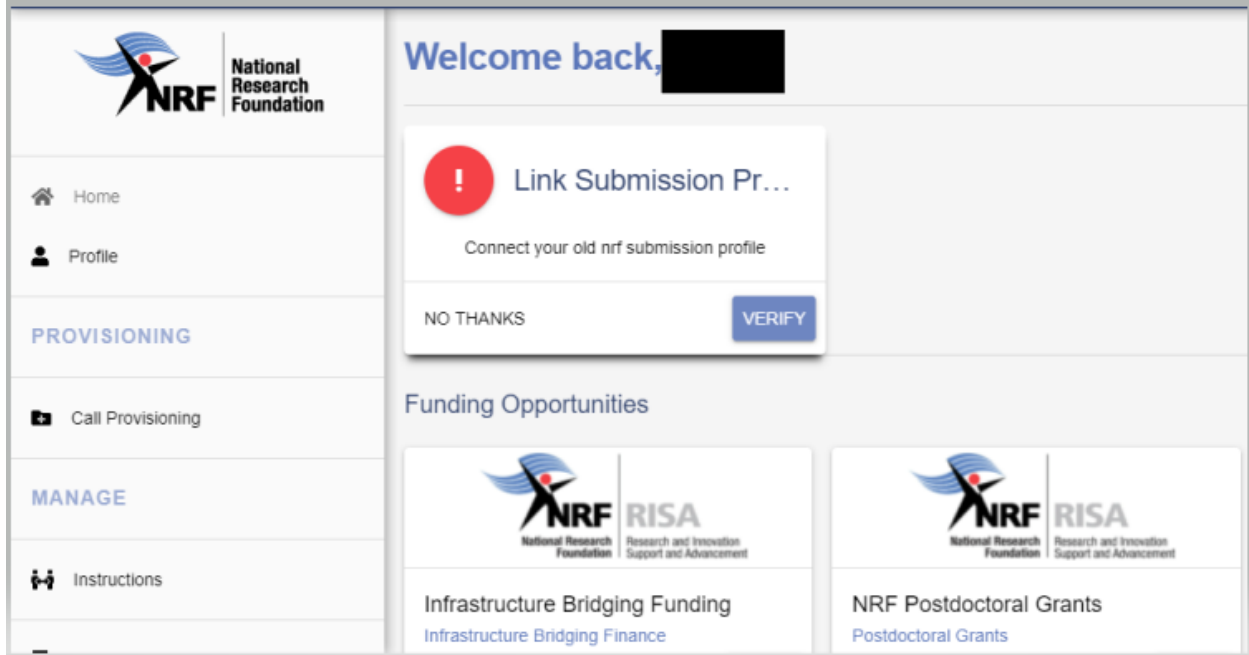 NRF
National
Research
Foundation
Home
Profile
PROVISIONING
Call Provisioning
MANAGE
Instructions
Welcome back,
!
Link Submission Pr...
Connect your old nrf submission profile
NO THANKS
VERIFY
Funding Opportunities
NRF RISA
National Research Foundation
Research and Innovation
Support and Advancement
Infrastructure Bridging Funding
Infrastructure Bridging Finance
NRF RISA
National Research Foundation
Research and Innovation
Support and Advancement
NRF Postdoctoral Grants
Postdoctoral Grants